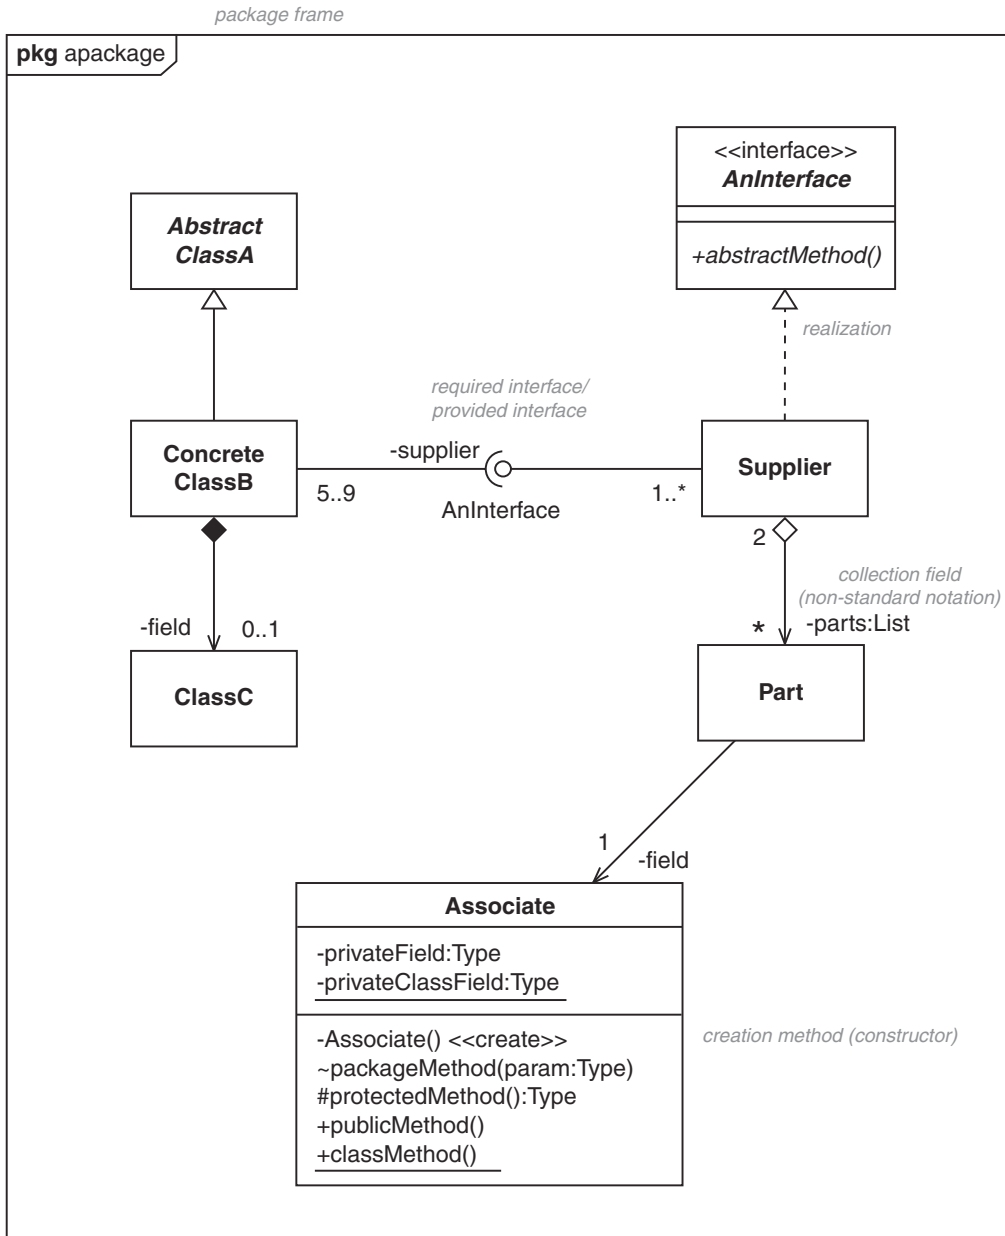 package frame
pkg apackage
<<interface>>
AnInterface
+abstractMethod()
Abstract
ClassA
realization
required interface/
provided interface
Concrete
ClassB
-supplier
5..9
AnInterface
1..*
Supplier
2
collection field
(non-standard notation)
-parts:List
*
-field
0..1
ClassC
Part
1
-field
Associate
-privateField:Type
-privateClassField:Type
-Associate() <<create>>
~packageMethod(param:Type)
#protectedMethod():Type
+publicMethod()
+classMethod()
creation method (constructor)